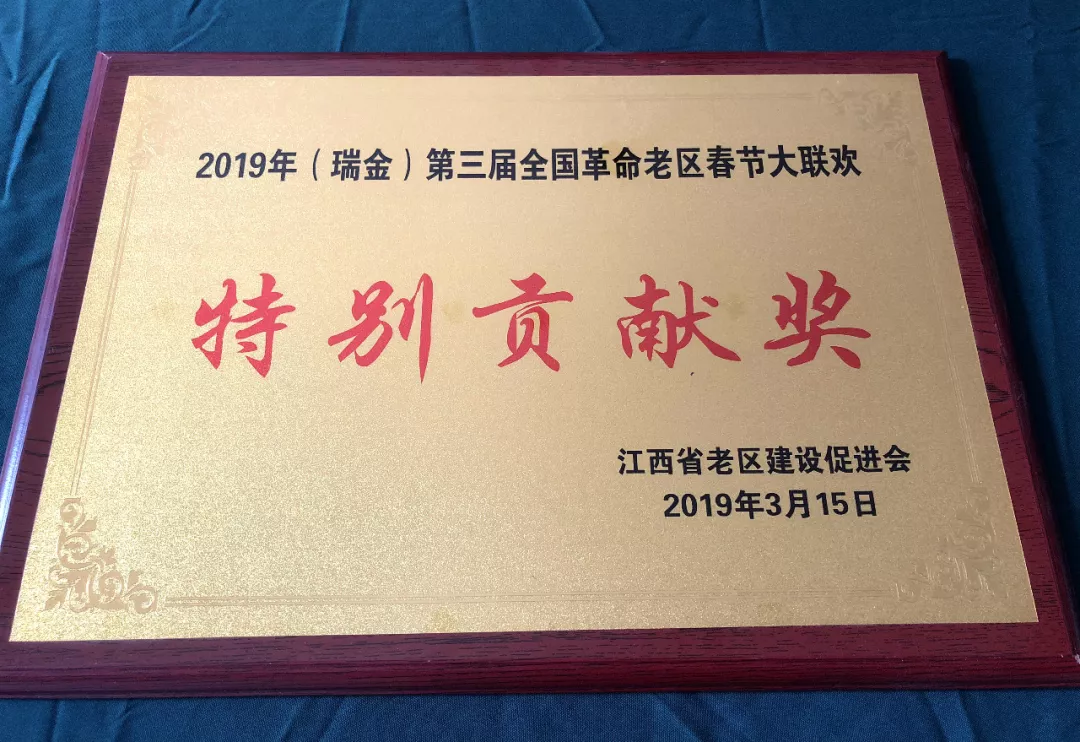 2019年（瑞金）第三届全国革命老区春节大联欢
特别贡献奖
江西省老区建设促进会
2019年3月15日